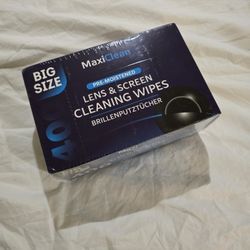 MaxiClean
BIG
SIZE
PRE-MOISTENED
LENS & SCREEN
CLEANING WIPES
BRILLENPUTZTÜCHER